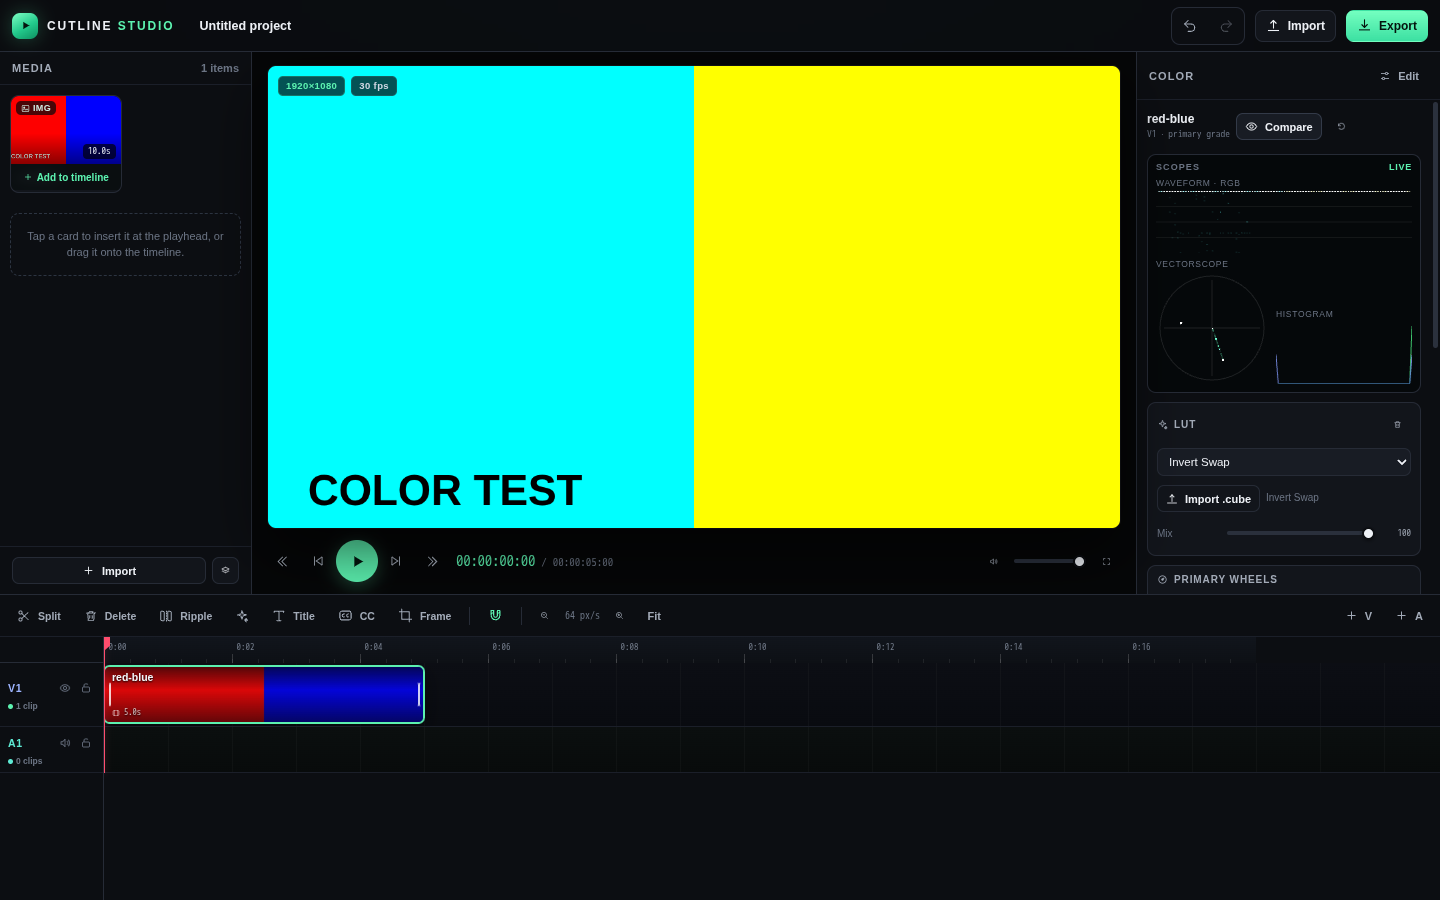 CUTLINE STUDIO
Untitled project
Import
Export
MEDIA
1 items
IMG
COLOR TEST
10.0s
Add to timeline
Tap a card to insert it at the playhead, or
drag it onto the timeline.
Import
1920×1080
30 fps
COLOR TEST
00:00:00:00 / 00:00:05:00
COLOR
Edit
red-blue
V1 · primary grade
Compare
SCOPES
LIVE
WAVEFORM · RGB
VECTORSCOPE
HISTOGRAM
LUT
Invert Swap
Import .cube
Invert Swap
Mix
100
PRIMARY WHEELS
Split
Delete
Ripple
Title
CC
Frame
64 px/s
Fit
V
A
0:00
0:02
0:04
0:06
0:08
0:10
0:12
0:14
0:16
V1
1 clip
red-blue
5.0s
A1
0 clips